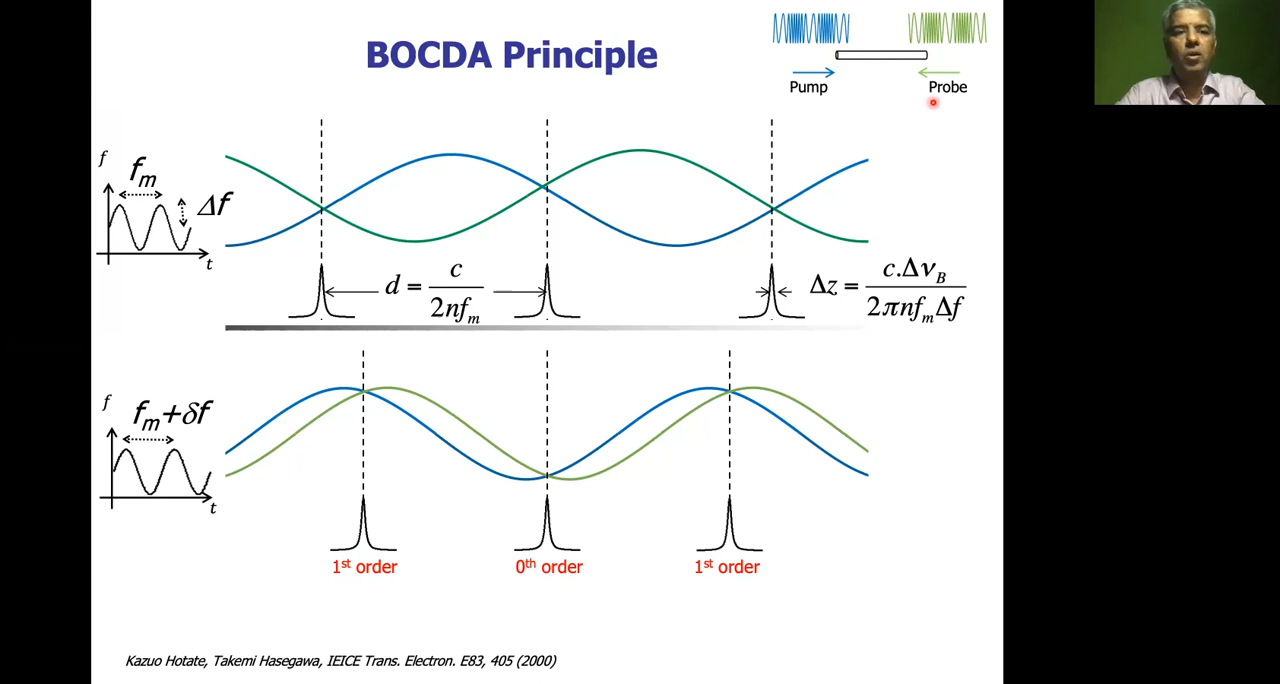 BOCDA Principle
Pump
Probe
f
fm
Δf
t
d = c / 2nfm
Δz = c.ΔνB / 2πnfmΔf
f
fm+δf
t
1st order
0th order
1st order
Kazuo Hotate, Takemi Hasegawa, IEICE Trans. Electron. E83, 405 (2000)